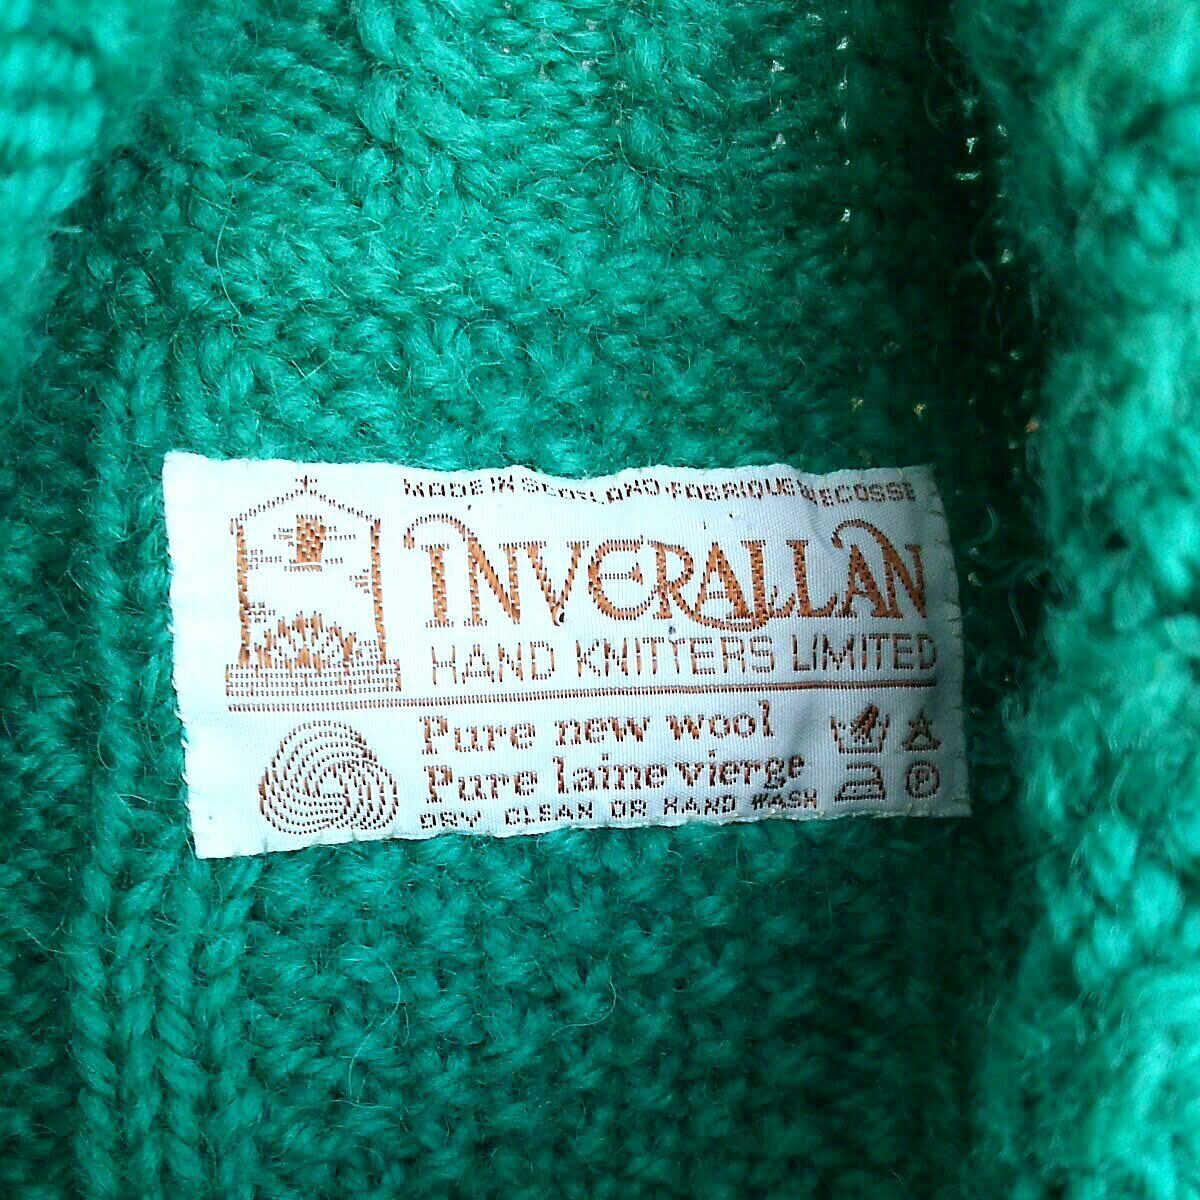 MADE IN SCOTLAND FABRIQUE EN ECOSSE
INVERALLAN
HAND KNITTERS LIMITED
Pure new wool
Pure laine vierge
DRY CLEAN OR HAND WASH
A
P